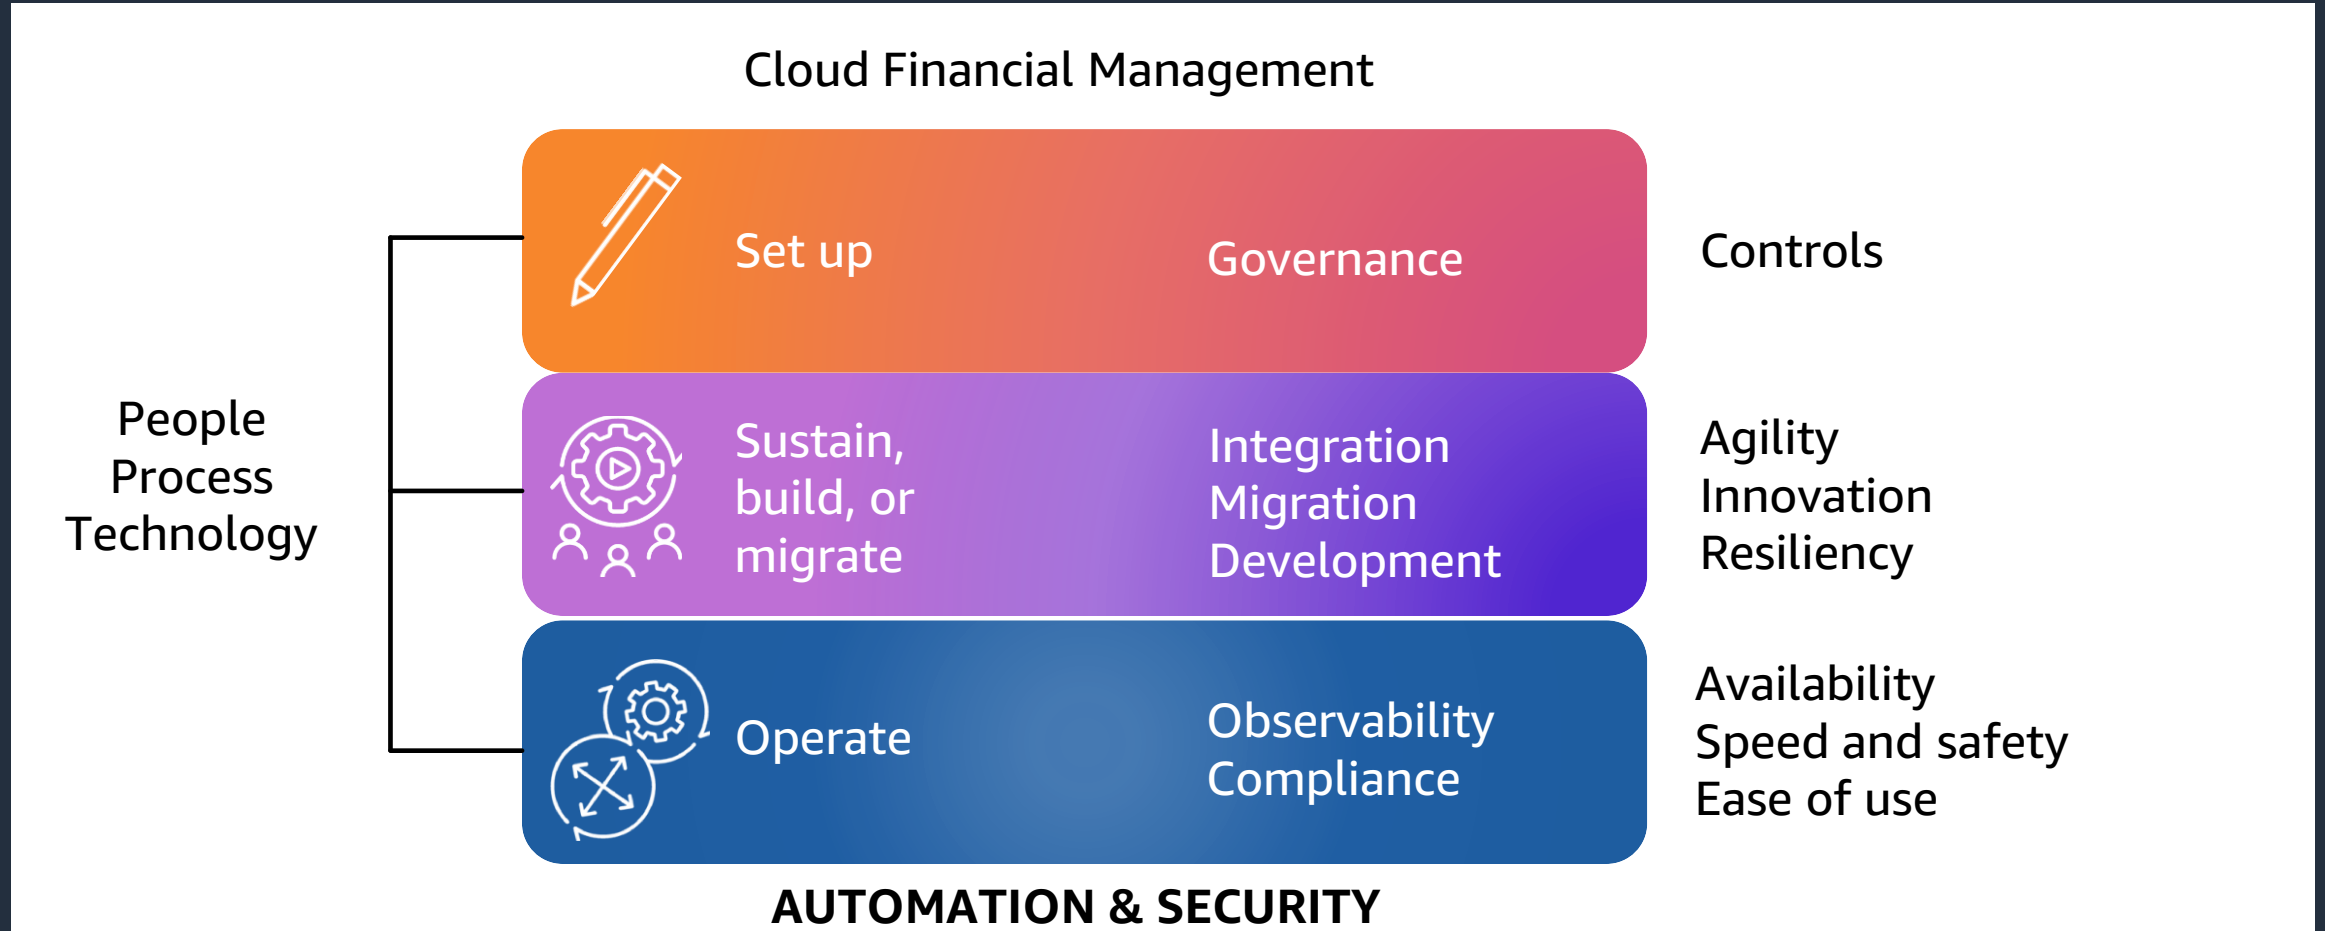 Cloud Financial Management
People
Process
Technology
Set up
Governance
Controls
Sustain,
build, or
migrate
Integration
Migration
Development
Agility
Innovation
Resiliency
Operate
Observability
Compliance
Availability
Speed and safety
Ease of use
AUTOMATION & SECURITY